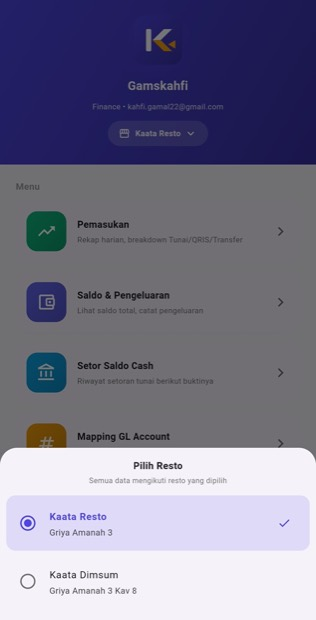 Gamskahfi
Finance • kahfi.gamal22@gmail.com
Kaata Resto
Menu
Pemasukan
Rekap harian, breakdown Tunai/QRIS/Transfer
Saldo & Pengeluaran
Lihat saldo total, catat pengeluaran
Setor Saldo Cash
Riwayat setoran tunai berikut buktinya
# Mapping GL Account
Pilih Resto
Semua data mengikuti resto yang dipilih
Kaata Resto
Griya Amanah 3
Kaata Dimsum
Griya Amanah 3 Kav 8